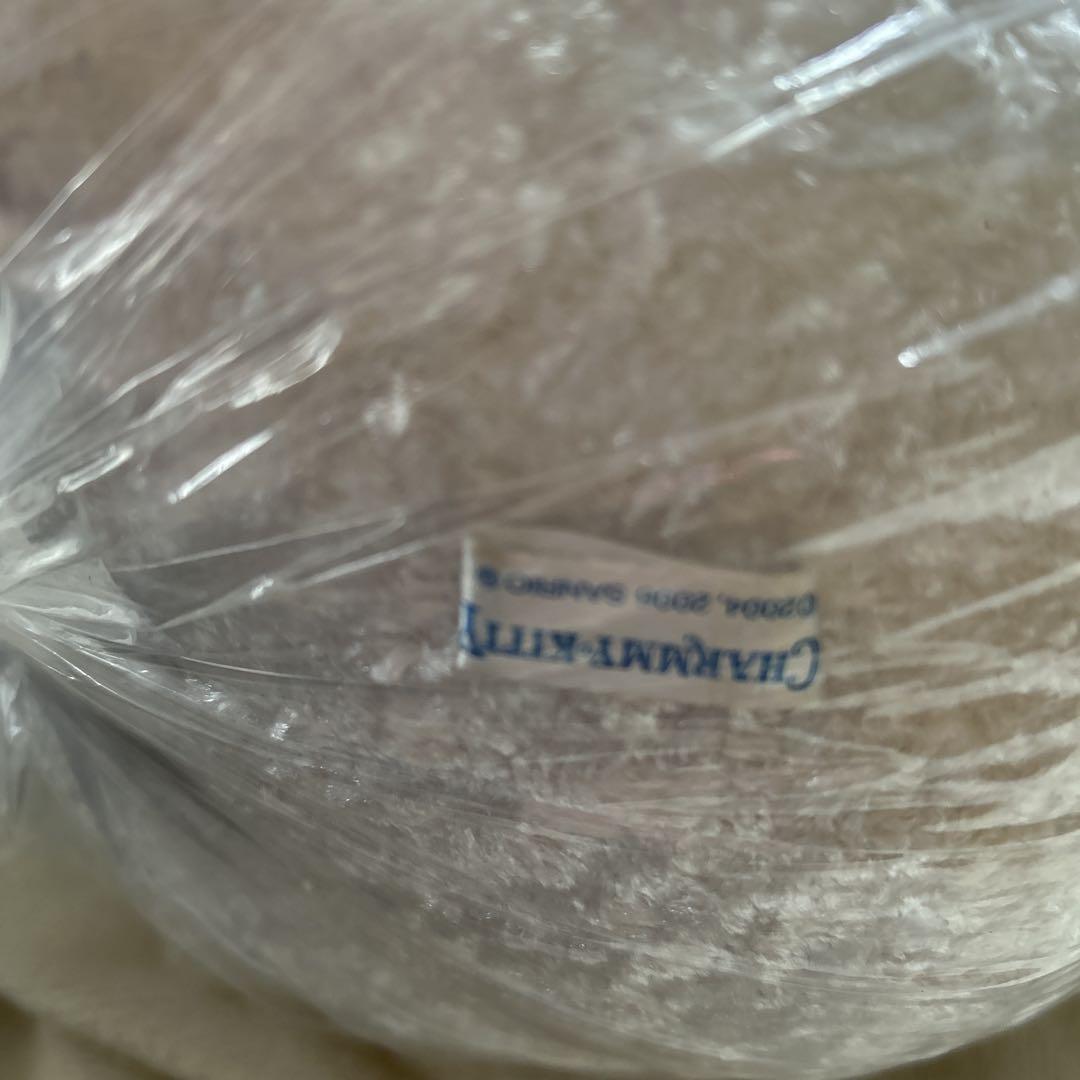 CHARMMY·KITTY
©2004, 2006 SANRIO ®